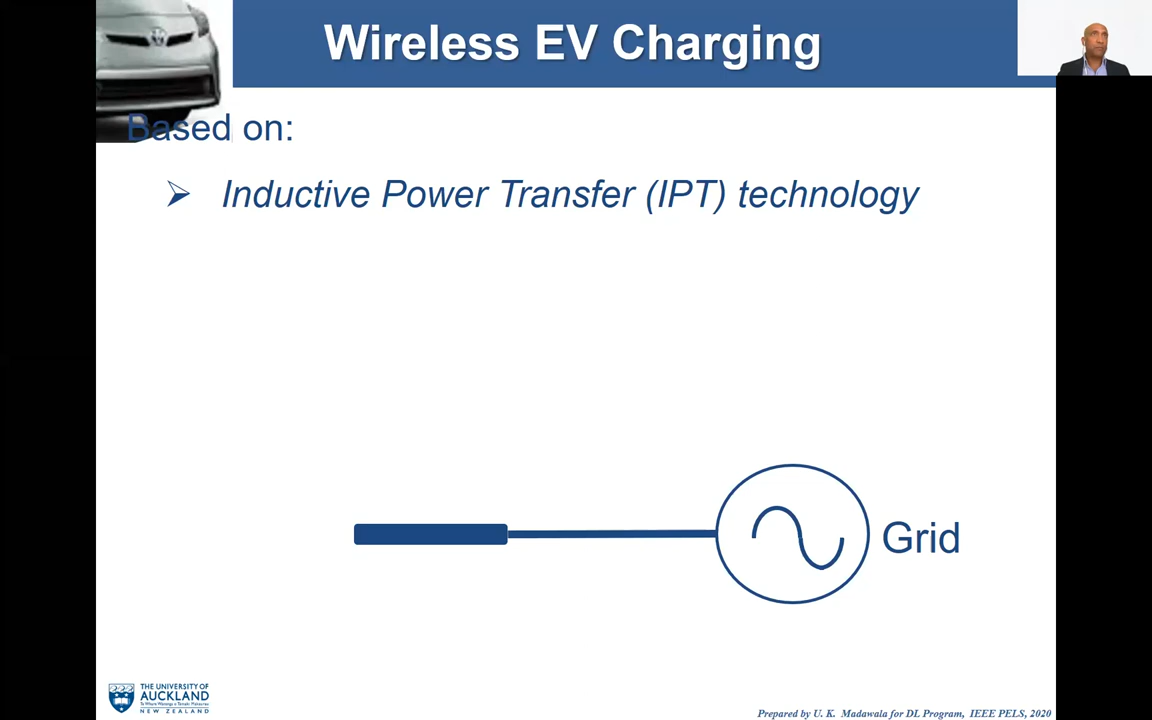 Wireless EV Charging
Based on:
Inductive Power Transfer (IPT) technology
Grid
THE UNIVERSITY OF
AUCKLAND
NEW ZEALAND
Prepared by U. K. Madawala for DL Program, IEEE PELS, 2020